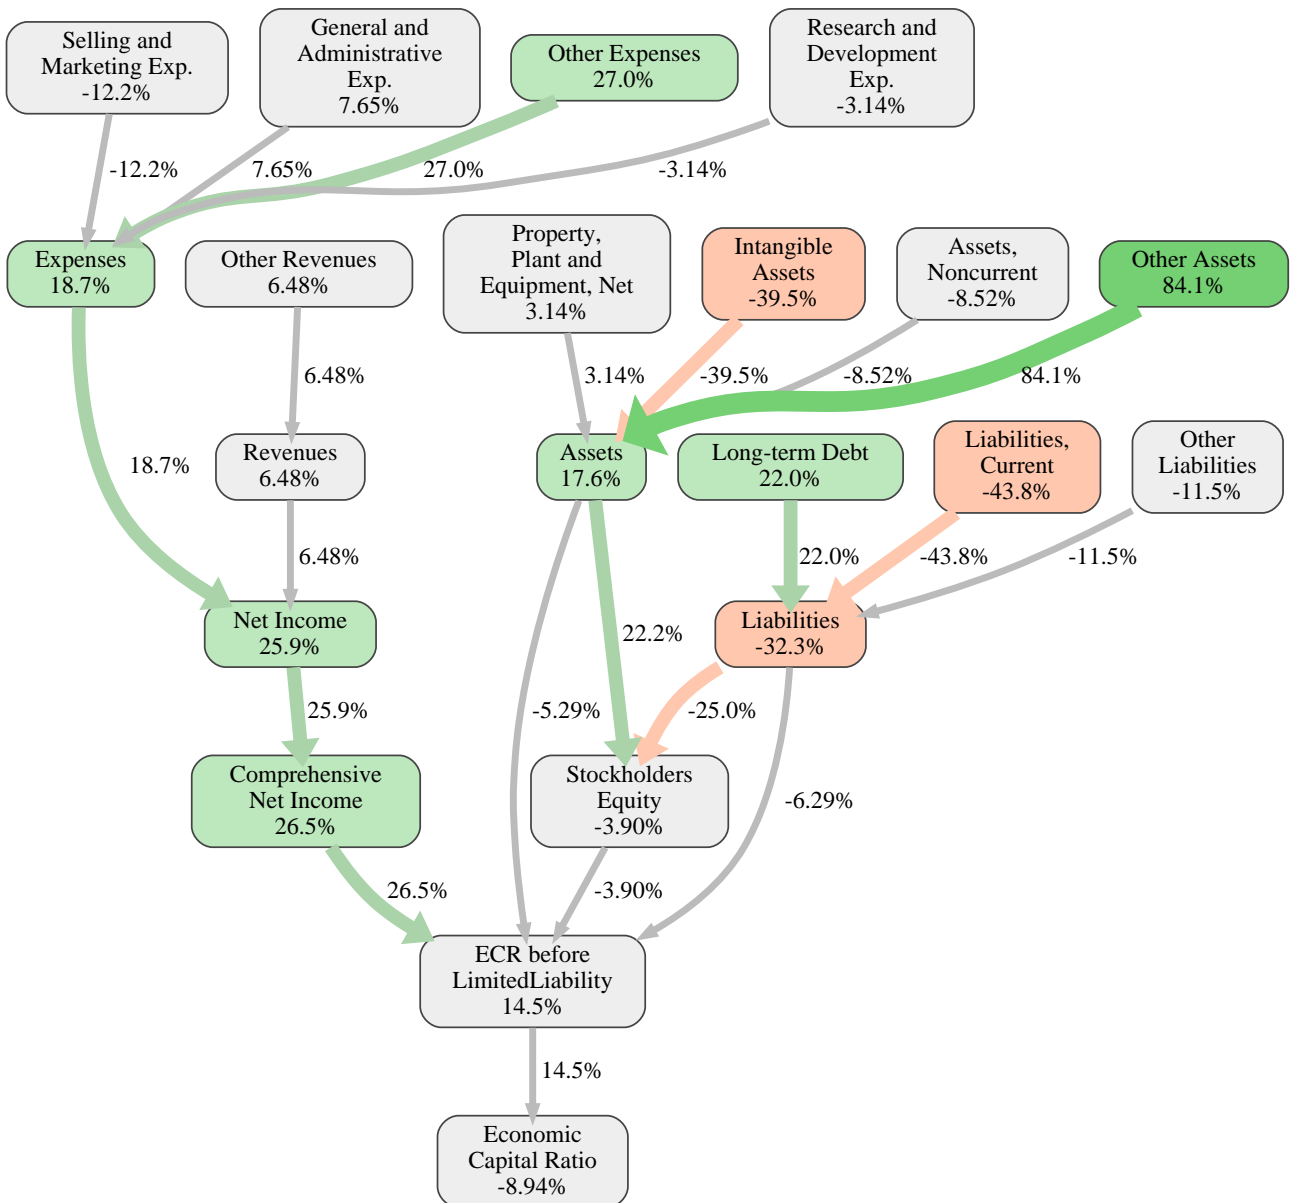 Selling and
Marketing Exp.
-12.2%
General and
Administrative
Exp.
7.65%
Other Expenses
27.0%
Research and
Development
Exp.
-3.14%
-12.2%
7.65%
27.0%
-3.14%
Expenses
18.7%
Other Revenues
6.48%
Property,
Plant and
Equipment, Net
3.14%
Intangible
Assets
-39.5%
Assets,
Noncurrent
-8.52%
Other Assets
84.1%
6.48%
3.14%
-39.5%
-8.52%
84.1%
18.7%
Revenues
6.48%
Assets
17.6%
Long-term Debt
22.0%
Liabilities,
Current
-43.8%
Other
Liabilities
-11.5%
6.48%
22.0%
-43.8%
-11.5%
Net Income
25.9%
22.2%
Liabilities
-32.3%
25.9%
-5.29%
-25.0%
-6.29%
Comprehensive
Net Income
26.5%
Stockholders
Equity
-3.90%
26.5%
-3.90%
ECR before
LimitedLiability
14.5%
14.5%
Economic
Capital Ratio
-8.94%